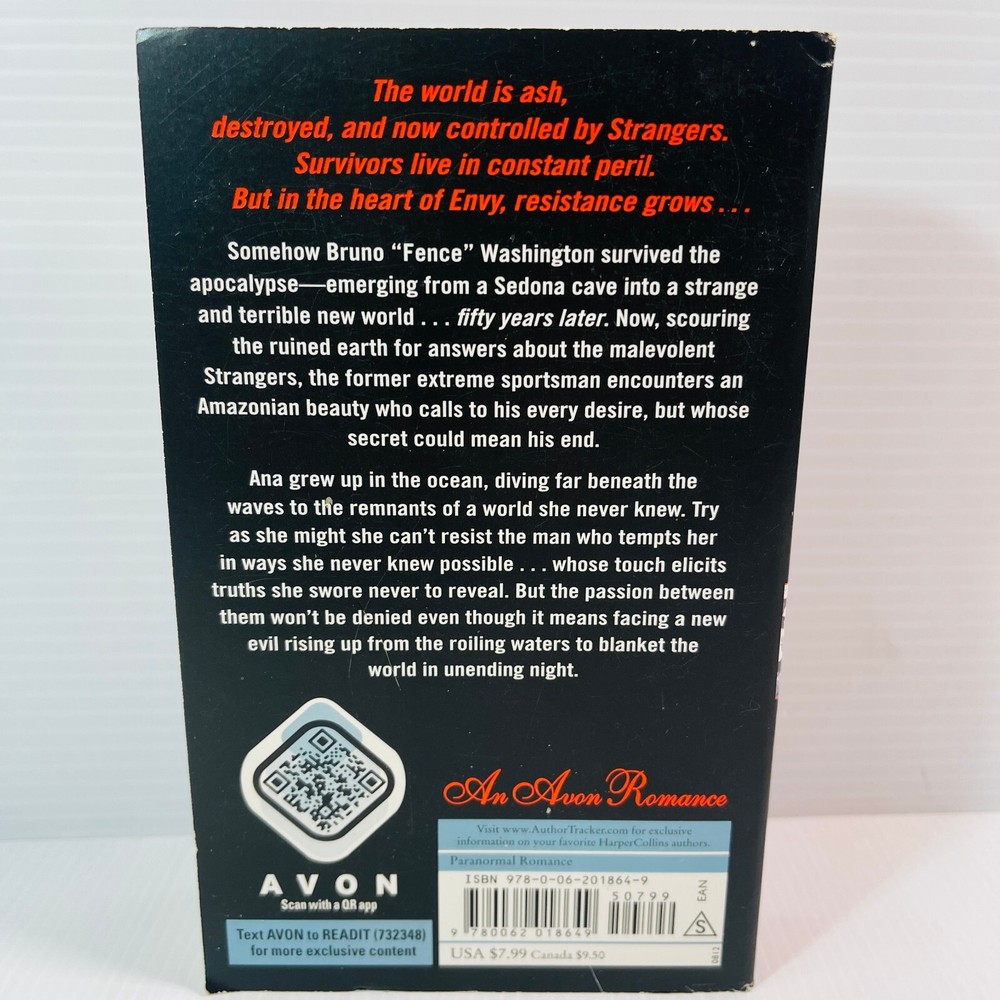 The world is ash,
destroyed, and now controlled by Strangers.
Survivors live in constant peril.
But in the heart of Envy, resistance grows . . .
Somehow Bruno “Fence” Washington survived the
apocalypse—emerging from a Sedona cave into a strange
and terrible new world . . . fifty years later. Now, scouring
the ruined earth for answers about the malevolent
Strangers, the former extreme sportsman encounters an
Amazonian beauty who calls to his every desire, but whose
secret could mean his end.
Ana grew up in the ocean, diving far beneath the
waves to the remnants of a world she never knew. Try
as she might she can’t resist the man who tempts her
in ways she never knew possible . . . whose touch elicits
truths she swore never to reveal. But the passion between
them won’t be denied even though it means facing a new
evil rising up from the roiling waters to blanket the
world in unending night.
AVON
Scan with a QR app
Text AVON to READIT (732348)
for more exclusive content
An Avon Romance
Visit www.AuthorTracker.com for exclusive
information on your favorite HarperCollins authors.
Paranormal Romance
ISBN 978-0-06-201864-9
50799
EAN
S
9 780062 018649
USA $7.99 Canada $9.50
0612